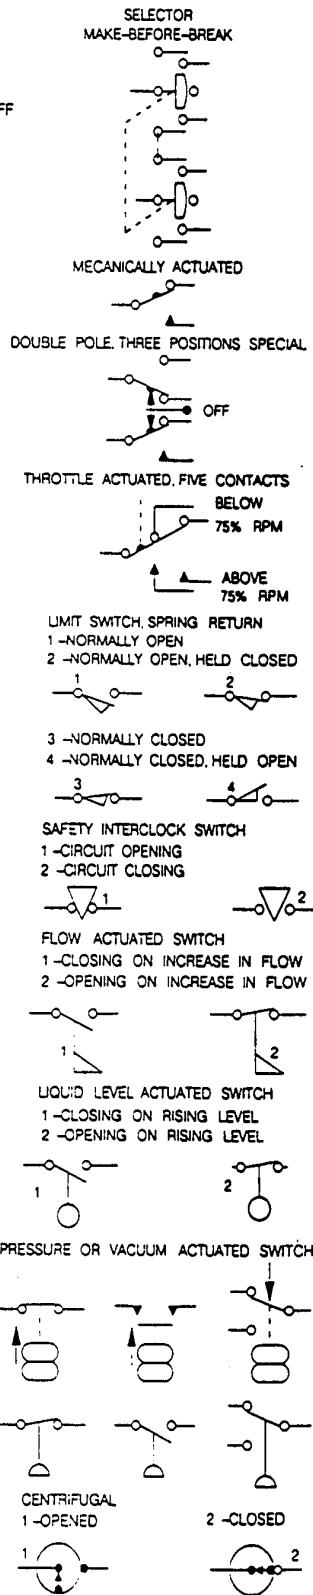 SELECTOR
MAKE-BEFORE-BREAK
FF
MECANICALLY ACTUATED
DOUBLE POLE, THREE POSITIONS SPECIAL
OFF
THROTTLE ACTUATED, FIVE CONTACTS
BELOW
75% RPM
ABOVE
75% RPM
LIMIT SWITCH, SPRING RETURN
1 -NORMALLY OPEN
2 -NORMALLY OPEN, HELD CLOSED
1 2
3 -NORMALLY CLOSED
4 -NORMALLY CLOSED, HELD OPEN
3 4
SAFETY INTERCLOCK SWITCH
1 -CIRCUIT OPENING
2 -CIRCUIT CLOSING
1 2
FLOW ACTUATED SWITCH
1 -CLOSING ON INCREASE IN FLOW
2 -OPENING ON INCREASE IN FLOW
1 2
LIQUID LEVEL ACTUATED SWITCH
1 -CLOSING ON RISING LEVEL
2 -OPENING ON RISING LEVEL
1 2
PRESSURE OR VACUUM ACTUATED SWITCH
CENTRIFUGAL
1 -OPENED 2 -CLOSED
1 2